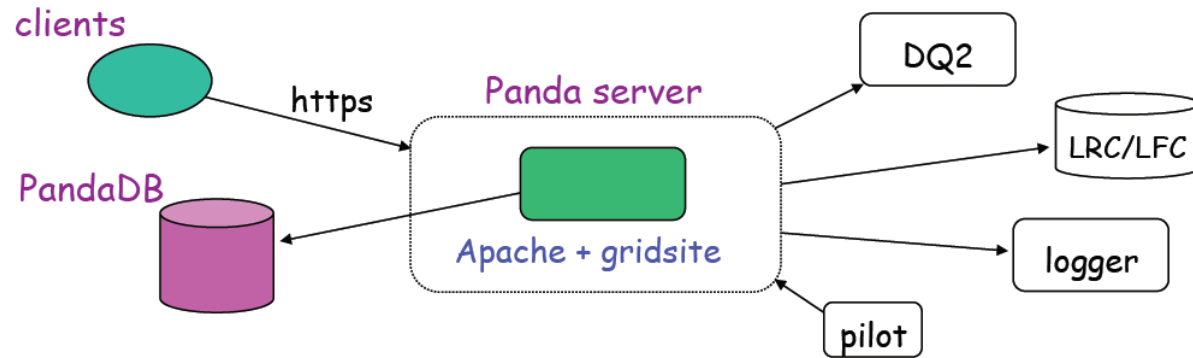 clients
DQ2
https
Panda server
LRC/LFC
PandaDB
Apache + gridsite
logger
pilot